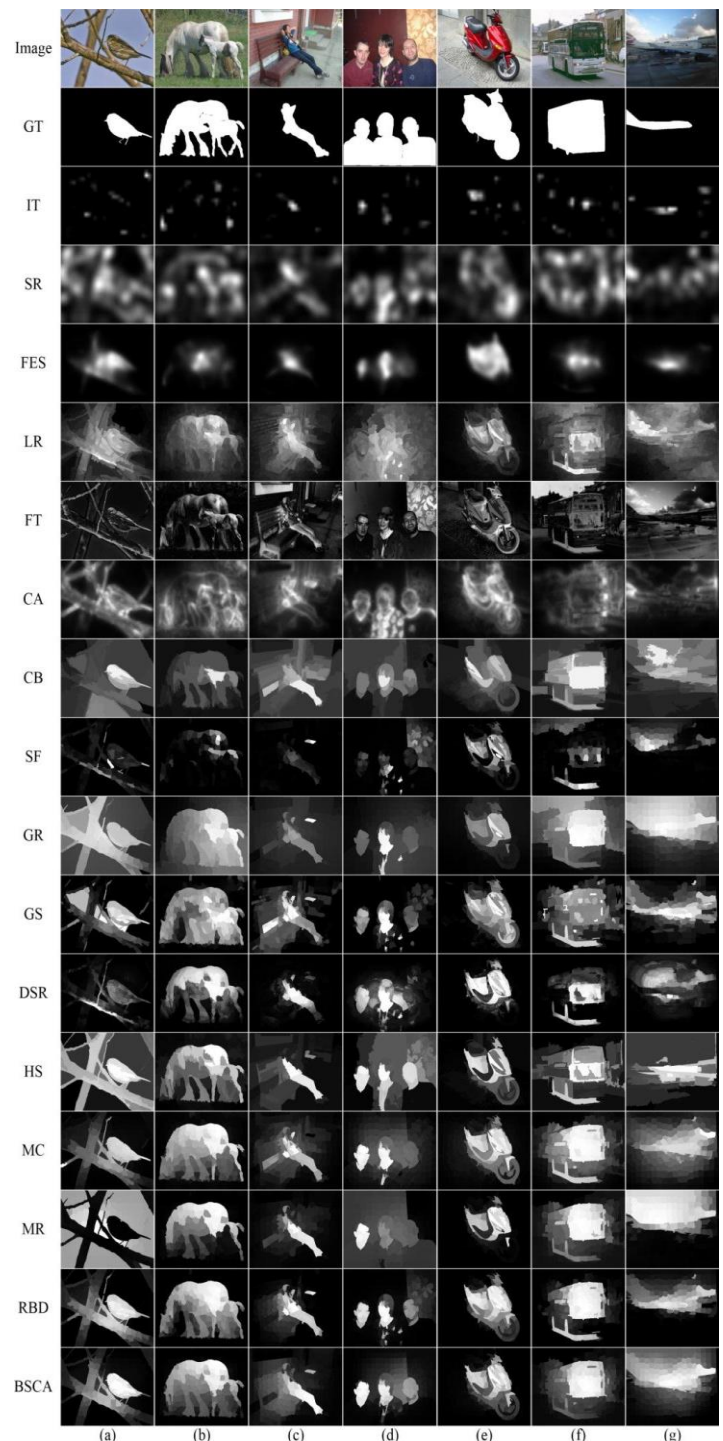 Image
GT
IT
SR
FES
LR
FT
CA
CB
SF
GR
GS
DSR
HS
MC
MR
RBD
BSCA
(a) (b) (c) (d) (e) (f) (g)